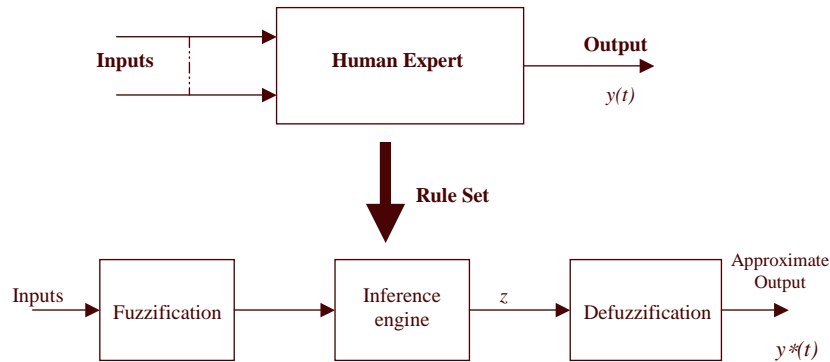 Inputs
Human Expert
Output
y(t)
Rule Set
Inputs
Fuzzification
Inference
engine
z
Defuzzification
Approximate
Output
y*(t)